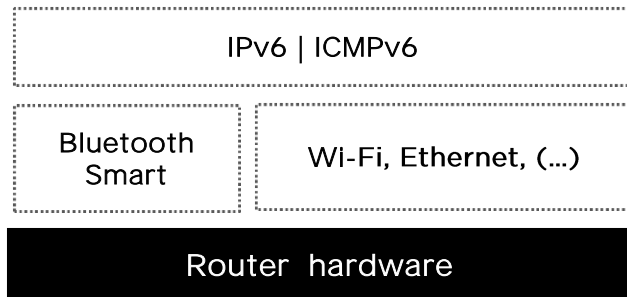 IPv6 | ICMPv6
Bluetooth
Smart
Wi-Fi, Ethernet, (...)
Router hardware